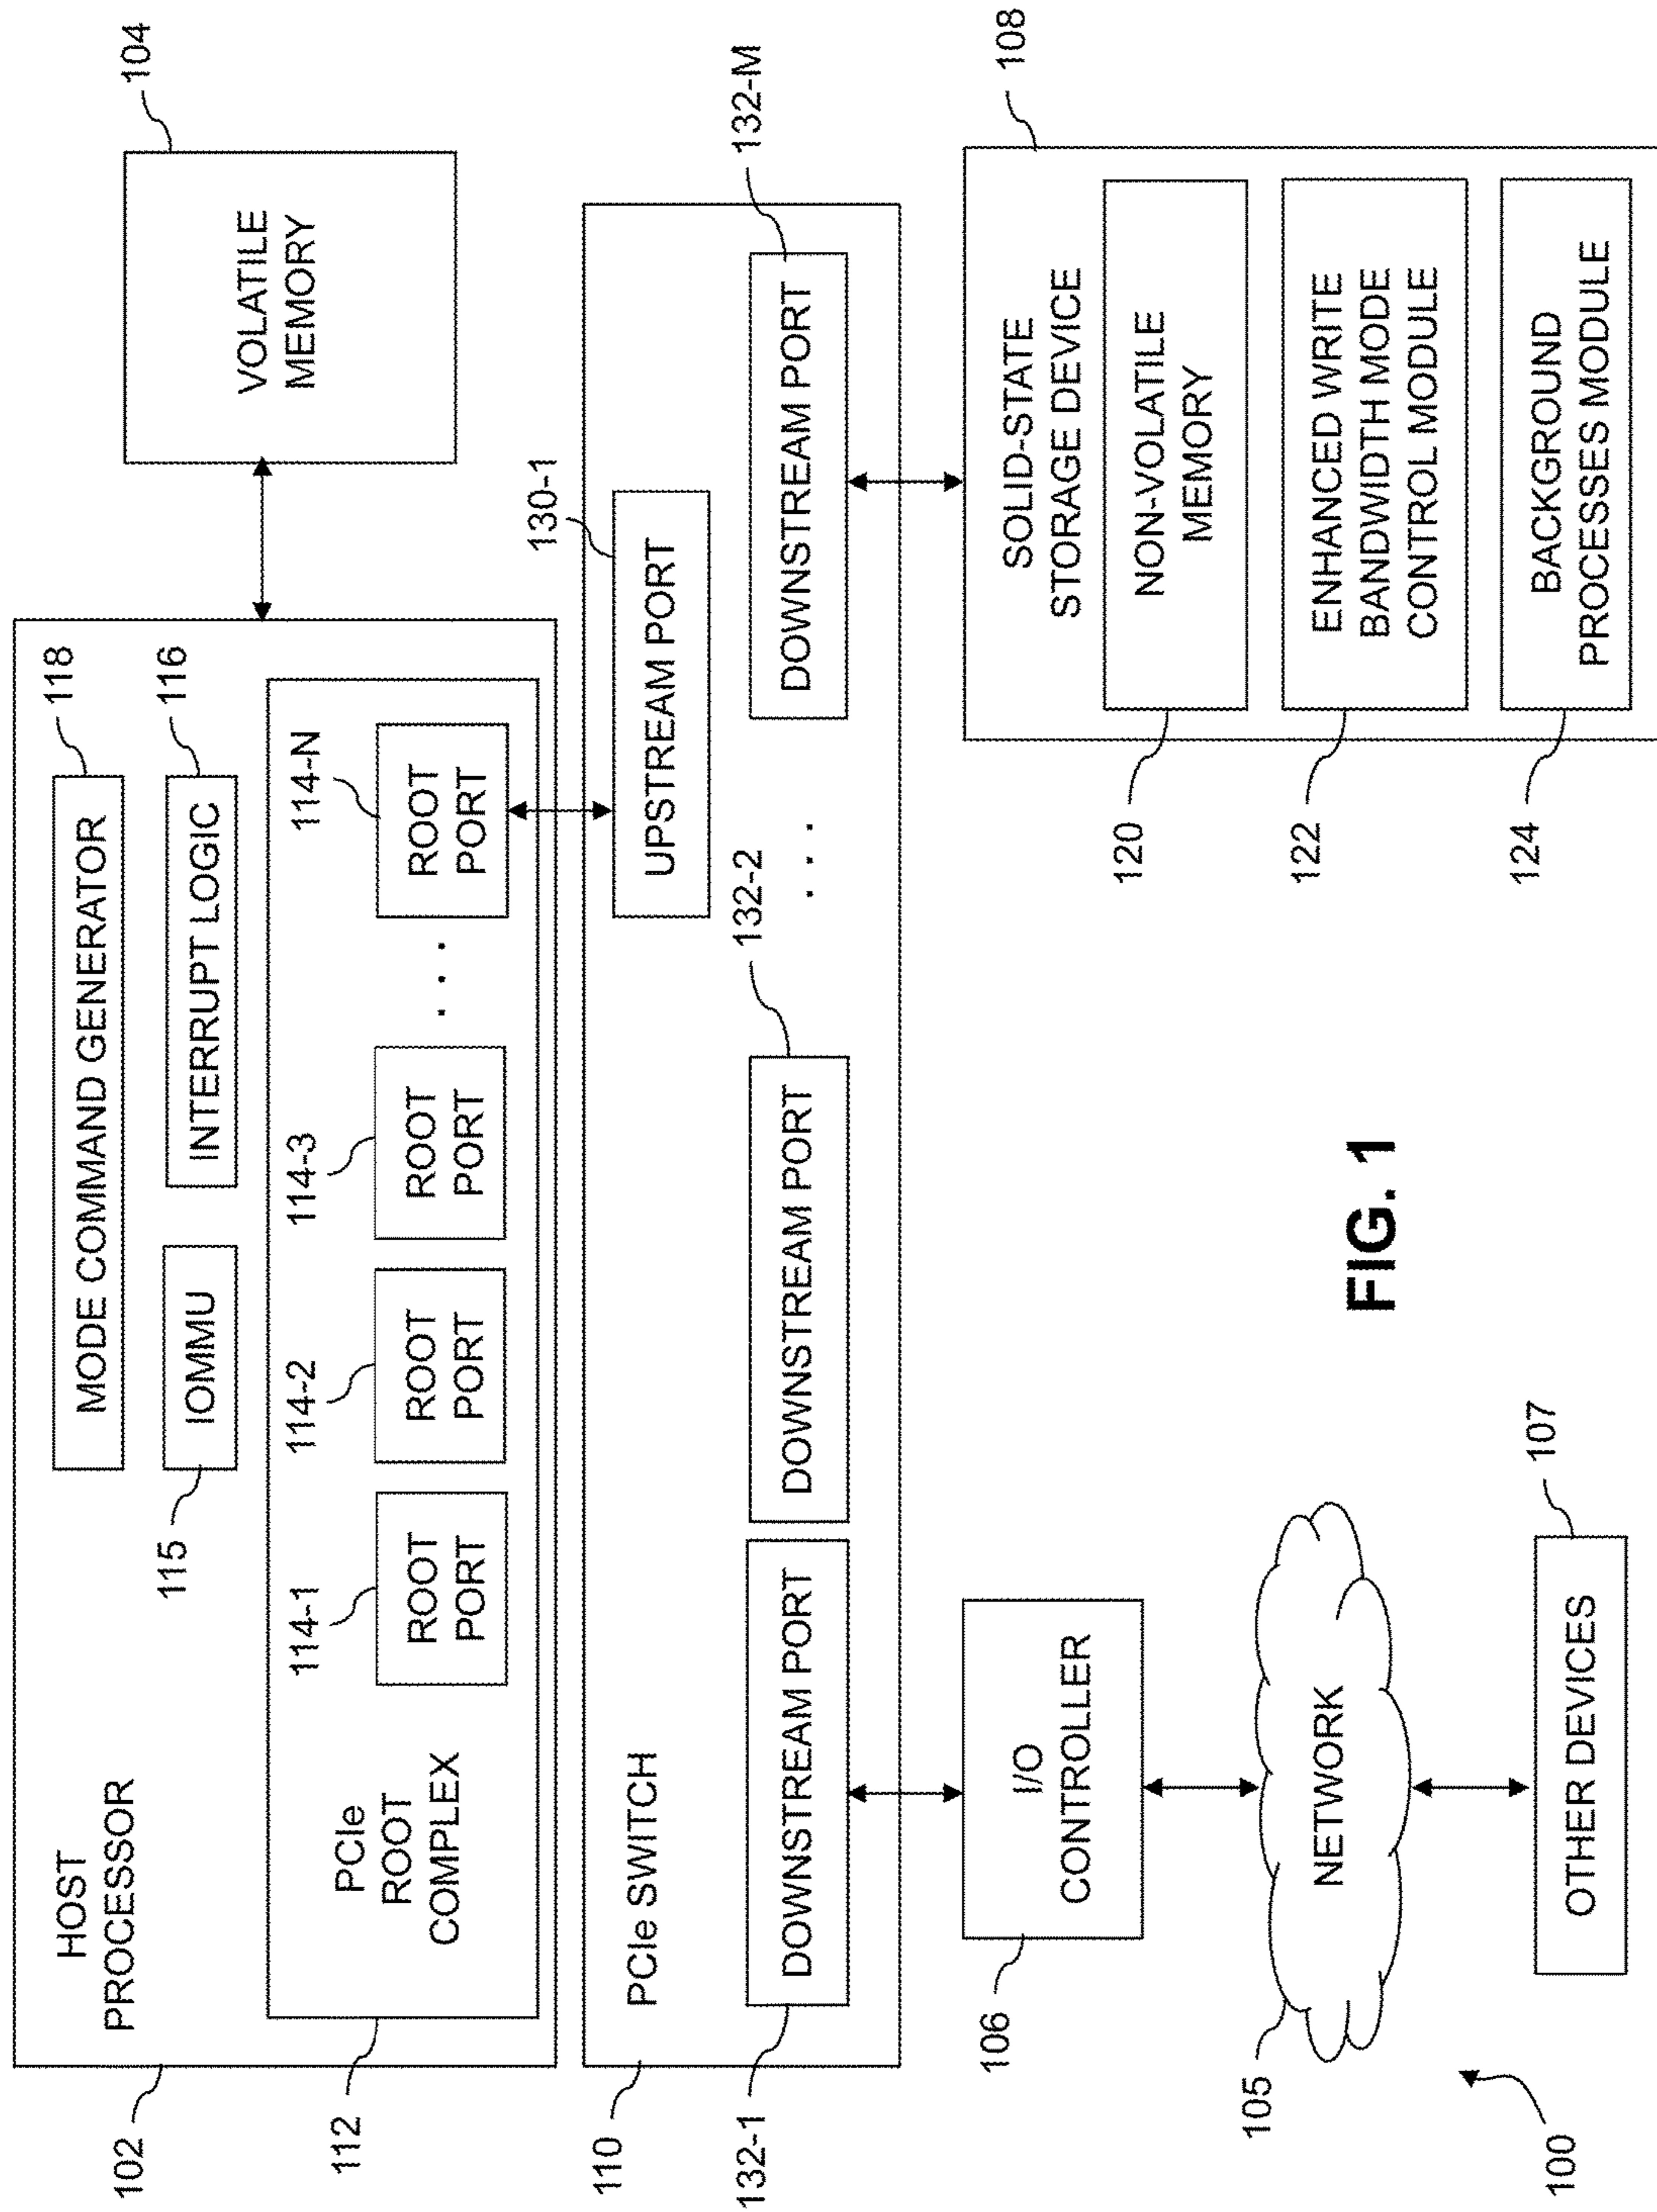 HOST
PROCESSOR
102
MODE COMMAND GENERATOR
118
IOMMU
115
INTERRUPT LOGIC
116
PCIe
ROOT
COMPLEX
112
114-1
ROOT
PORT
114-2
ROOT
PORT
114-3
ROOT
PORT
. . .
114-N
ROOT
PORT
VOLATILE
MEMORY
104
PCIe SWITCH
110
UPSTREAM PORT
130-1
DOWNSTREAM PORT
132-1
DOWNSTREAM PORT
132-2
. . .
DOWNSTREAM PORT
132-M
I/O
CONTROLLER
106
NETWORK
105
OTHER DEVICES
107
SOLID-STATE
STORAGE DEVICE
108
NON-VOLATILE
MEMORY
120
ENHANCED WRITE
BANDWIDTH MODE
CONTROL MODULE
122
BACKGROUND
PROCESSES MODULE
124
100
FIG. 1